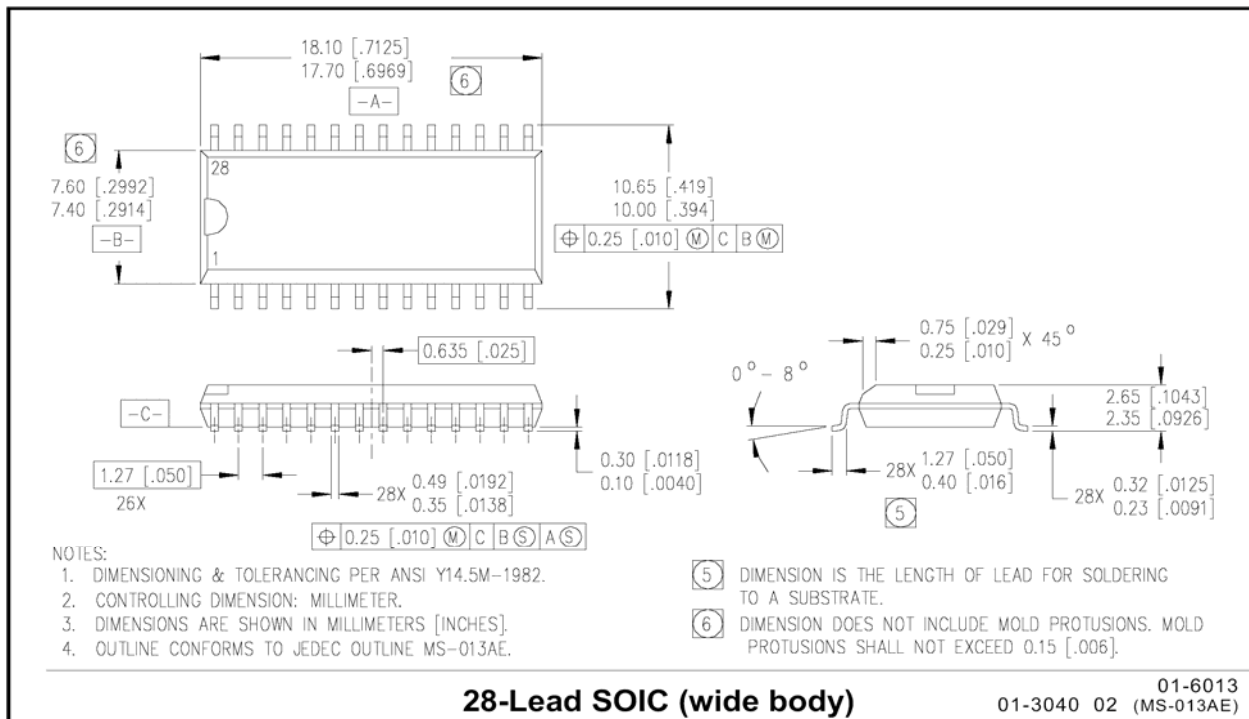 18.10 [.7125]
17.70 [.6969]
6
-A-
6
28
7.60 [.2992]
7.40 [.2914]
-B-
1
10.65 [.419]
10.00 [.394]
⌖ 0.25 [.010] Ⓜ C B Ⓜ
0.635 [.025]
0.75 [.029]
0.25 [.010] X 45°
0° - 8°
-C-
2.65 [.1043]
2.35 [.0926]
1.27 [.050]
26X
28X 0.49 [.0192]
0.35 [.0138]
0.30 [.0118]
0.10 [.0040]
28X 1.27 [.050]
0.40 [.016]
5
28X 0.32 [.0125]
0.23 [.0091]
⌖ 0.25 [.010] Ⓜ C B Ⓢ A Ⓢ
NOTES:
1. DIMENSIONING & TOLERANCING PER ANSI Y14.5M-1982.
2. CONTROLLING DIMENSION: MILLIMETER.
3. DIMENSIONS ARE SHOWN IN MILLIMETERS [INCHES].
4. OUTLINE CONFORMS TO JEDEC OUTLINE MS-013AE.
5 DIMENSION IS THE LENGTH OF LEAD FOR SOLDERING
TO A SUBSTRATE.
6 DIMENSION DOES NOT INCLUDE MOLD PROTUSIONS. MOLD
PROTUSIONS SHALL NOT EXCEED 0.15 [.006].
28-Lead SOIC (wide body)
01-6013
01-3040 02 (MS-013AE)